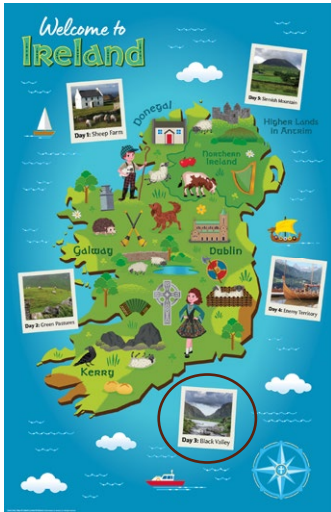 Welcome to
IRELAND
Day 5: Slemish Mountain
Donegal
Day 1: Sheep Farm
Higher Lands
in Antrim
Northern
Ireland
Galway
Dublin
Day 2: Green Pastures
Day 4: Enemy Territory
Kerry
Day 3: Black Valley